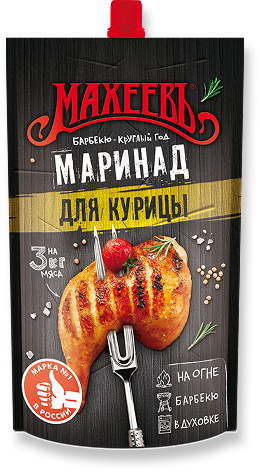 МАХЕЕВЪ
БАРБЕКЮ - КРУГЛЫЙ ГОД
МАРИНАД
ДЛЯ КУРИЦЫ
НА
3 КГ
МЯСА
МАРКА №1
В РОССИИ
НА ОГНЕ
БАРБЕКЮ
В ДУХОВКЕ